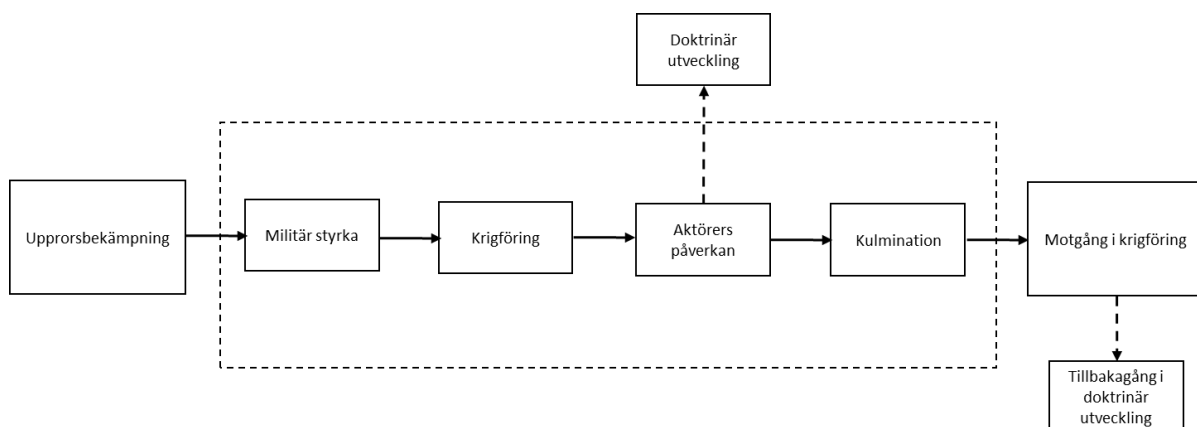 Doktrinär
utveckling
Upprorsbekämpning
Militär styrka
Krigföring
Aktörers
påverkan
Kulmination
Motgång i krigföring
Tillbakagång i
doktrinär
utveckling